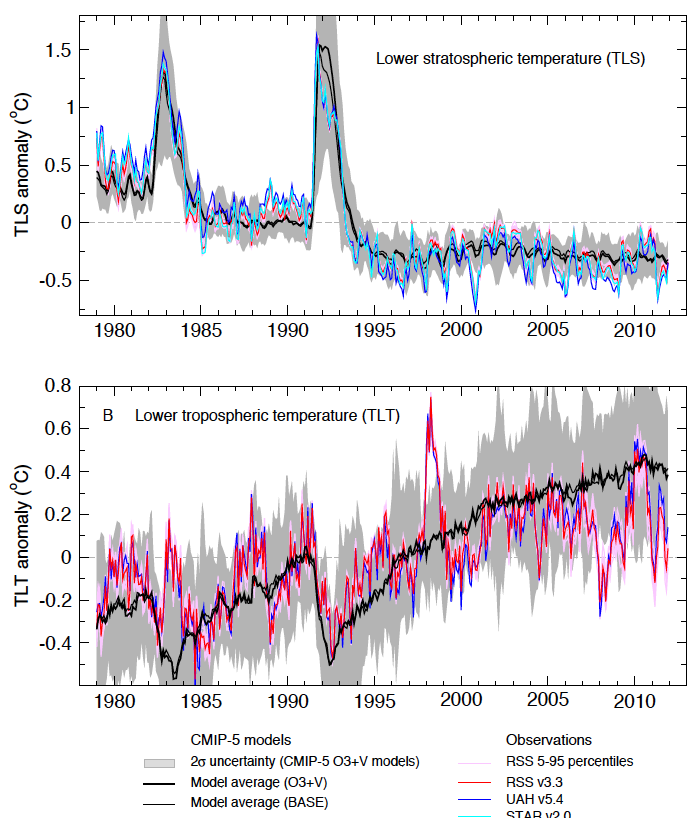 1.5
1
0.5
0
-0.5
TLS anomaly (°C)
Lower stratospheric temperature (TLS)
1980 1985 1990 1995 2000 2005 2010
0.8
0.6
0.4
0.2
0
-0.2
-0.4
TLT anomaly (°C)
B Lower tropospheric temperature (TLT)
1980 1985 1990 1995 2000 2005 2010
CMIP-5 models
2σ uncertainty (CMIP-5 O3+V models)
Model average (O3+V)
Model average (BASE)
Observations
RSS 5-95 percentiles
RSS v3.3
UAH v5.4
STAR v2.0